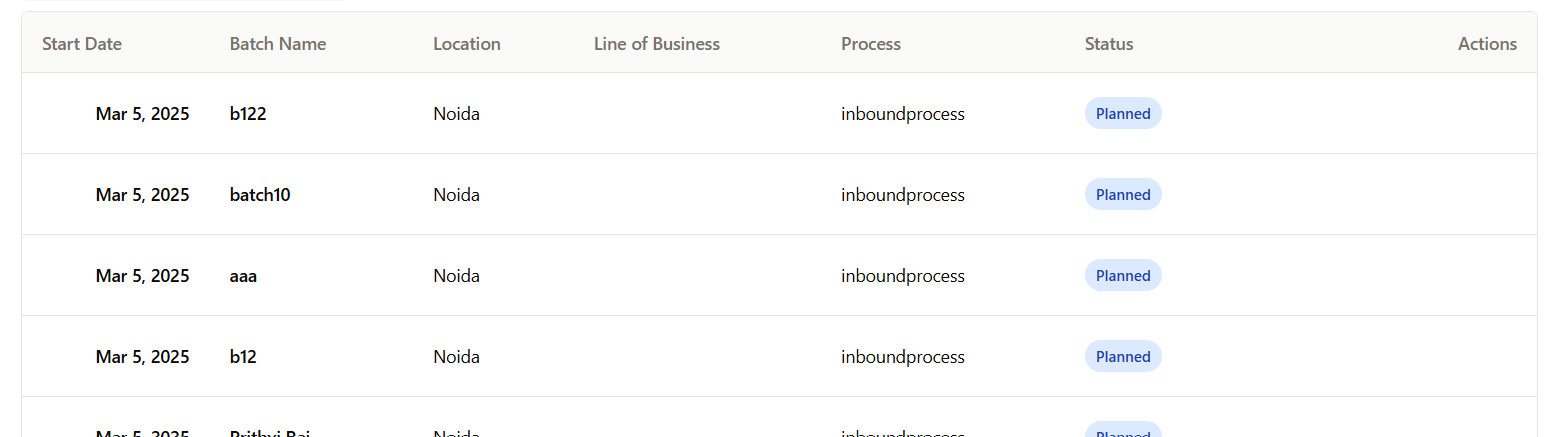 Start Date Batch Name Location Line of Business Process Status Actions
Mar 5, 2025 b122 Noida inboundprocess Planned
Mar 5, 2025 batch10 Noida inboundprocess Planned
Mar 5, 2025 aaa Noida inboundprocess Planned
Mar 5, 2025 b12 Noida inboundprocess Planned
Mar 5, 2025 Prithvi Raj Noida inboundprocess Planned